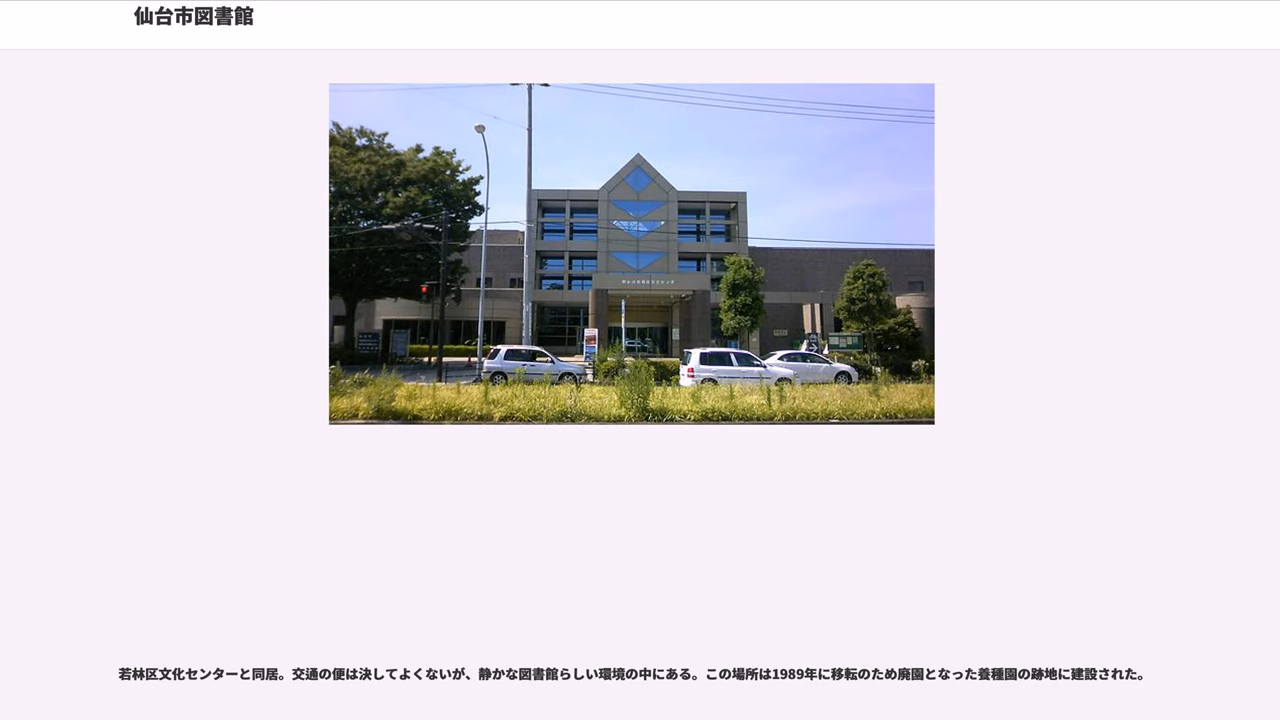 仙台市図書館
若林区文化センターと同居。交通の便は決してよくないが、静かな図書館らしい環境の中にある。この場所は1989年に移転のため廃園となった養種園の跡地に建設された。